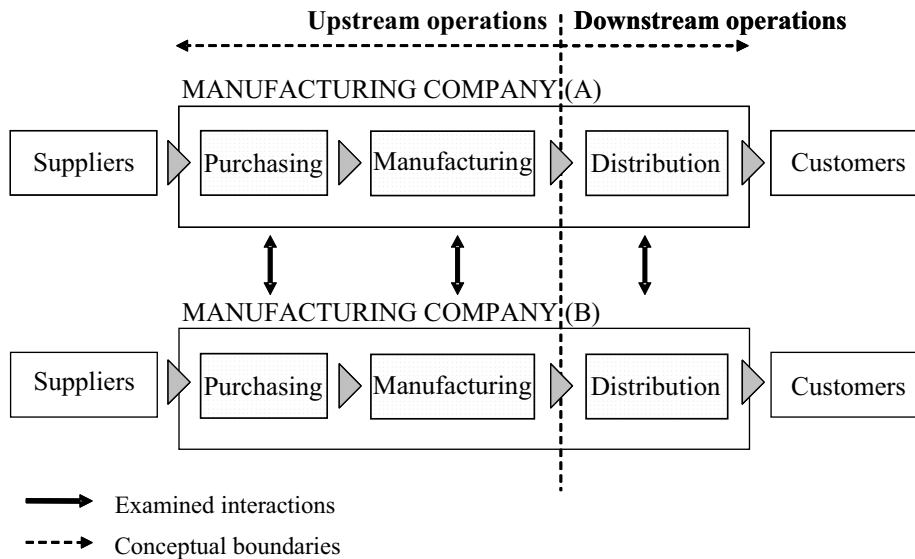 Upstream operations Downstream operations
MANUFACTURING COMPANY (A)
Suppliers Purchasing Manufacturing Distribution Customers
MANUFACTURING COMPANY (B)
Suppliers Purchasing Manufacturing Distribution Customers
Examined interactions
Conceptual boundaries